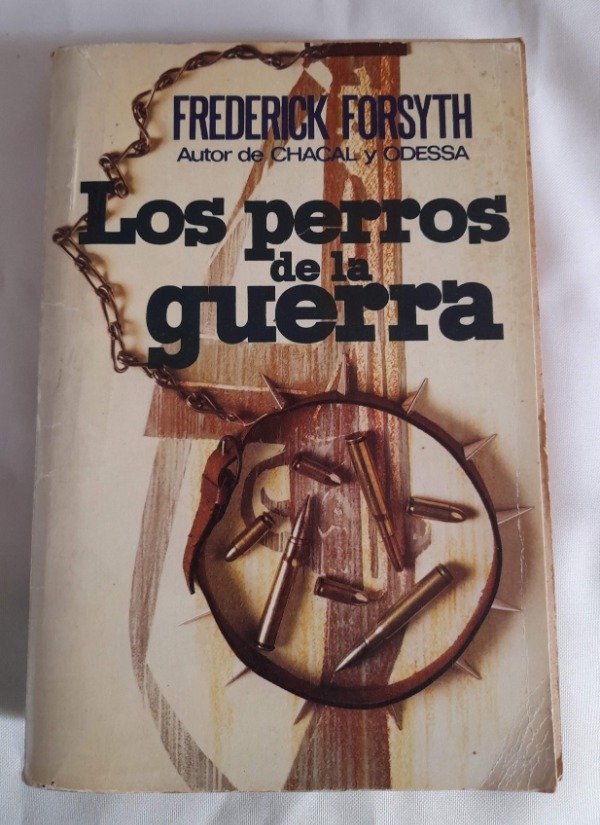 FREDERICK FORSYTH
Autor de CHACAL y ODESSA
Los perros
de la
guerra